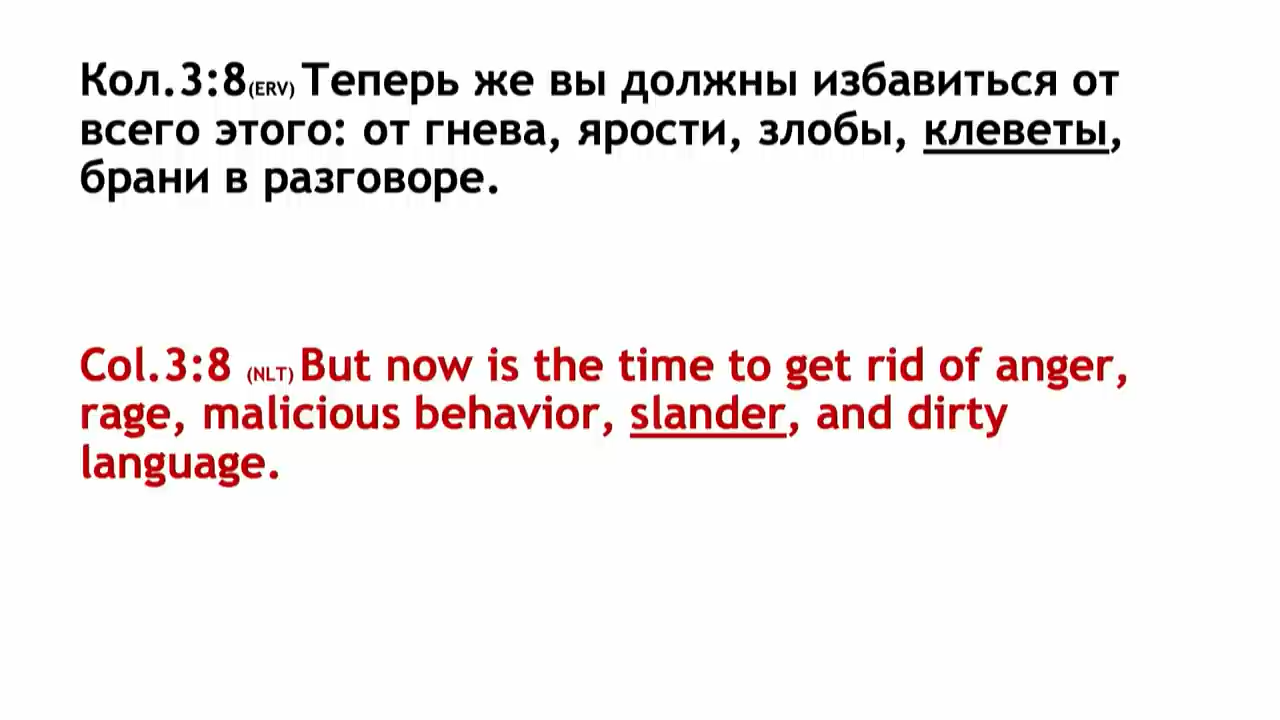 Кол.3:8(ERV) Теперь же вы должны избавиться от
всего этого: от гнева, ярости, злобы, клеветы,
брани в разговоре.
Col.3:8 (NLT) But now is the time to get rid of anger,
rage, malicious behavior, slander, and dirty
language.